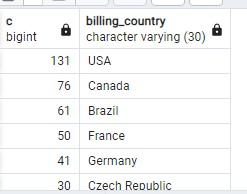 c billing_country
bigint character varying (30)
131 USA
76 Canada
61 Brazil
50 France
41 Germany
30 Czech Republic